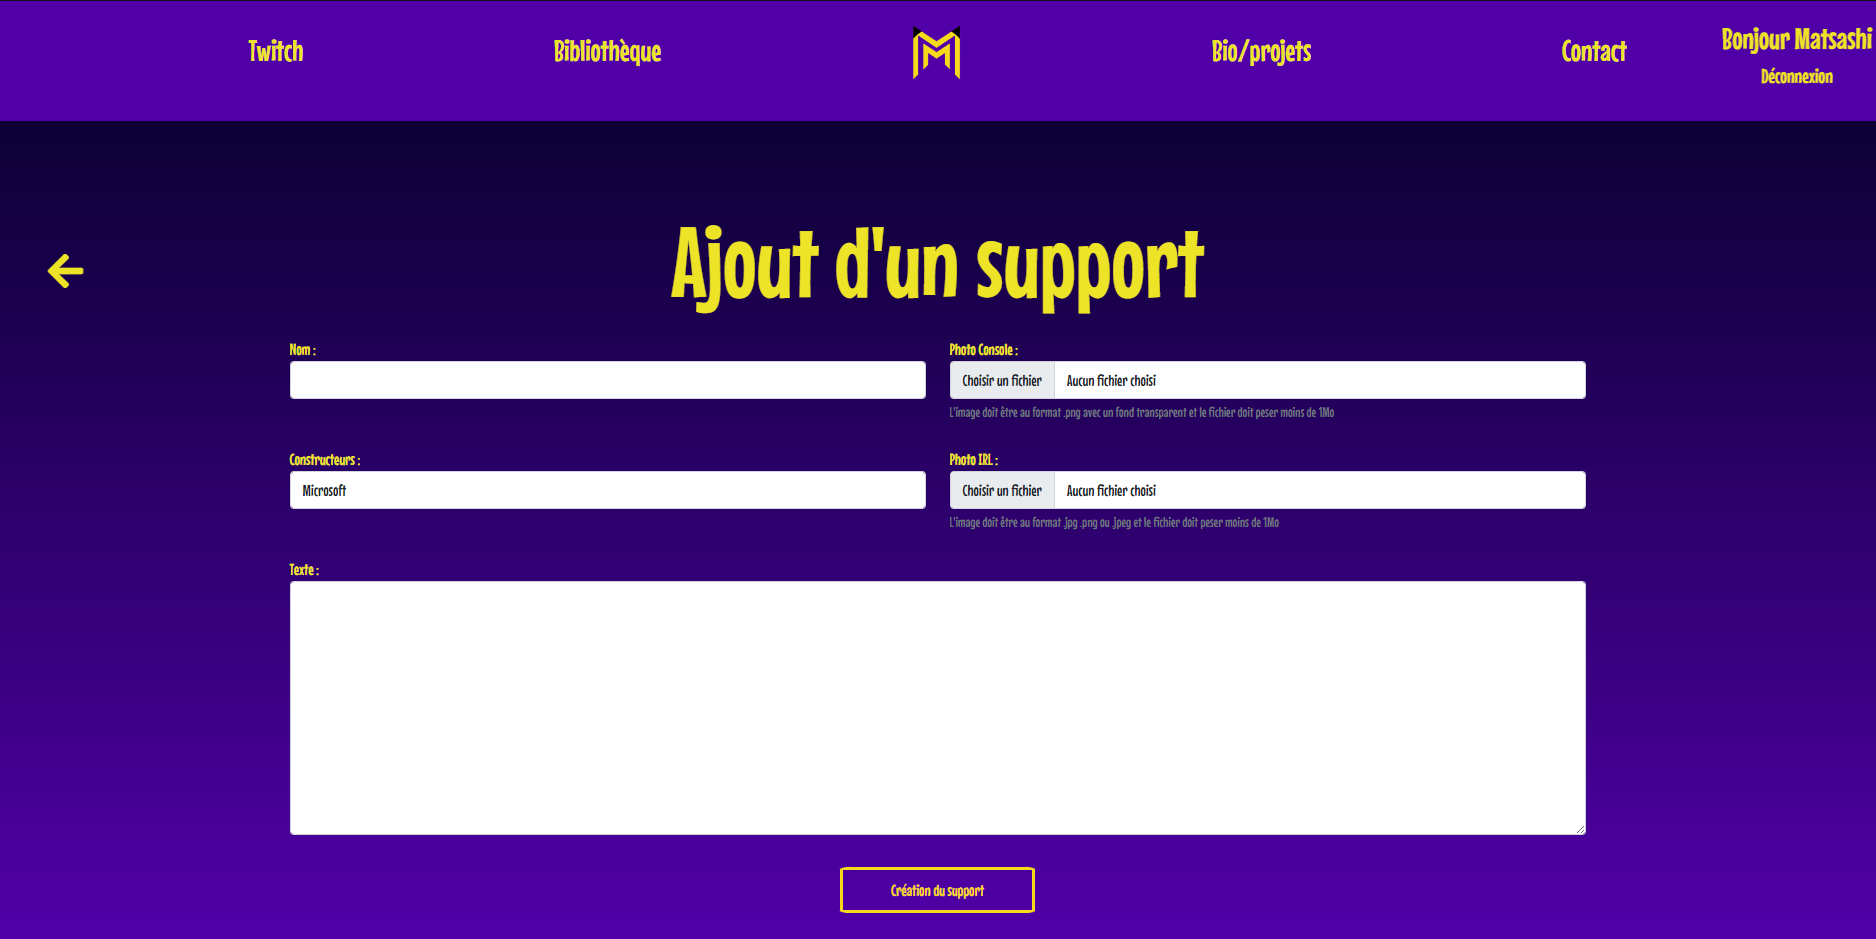 Twitch
Bibliothèque
Bio/projets
Contact
Bonjour Matsashi
Déconnexion
Ajout d'un support
Nom :
Photo Console :
Choisir un fichier Aucun fichier choisi
L'image doit être au format .png avec un fond transparent et le fichier doit peser moins de 1Mo
Constructeurs :
Microsoft
Photo IRL :
Choisir un fichier Aucun fichier choisi
L'image doit être au format .jpg .png ou .jpeg et le fichier doit peser moins de 1Mo
Texte :
Création du support